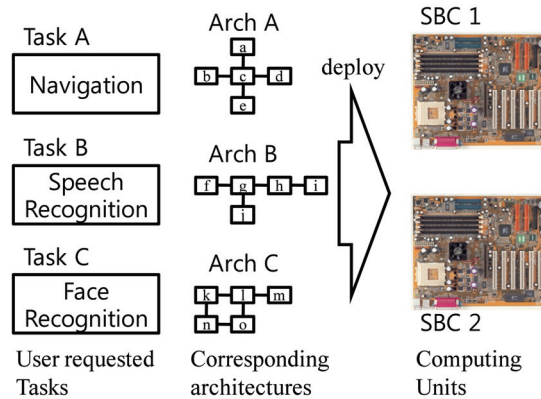 Task A
Navigation
Arch A
a
b c d
e
deploy
SBC 1
Task B
Speech
Recognition
Arch B
f g h i
j
Task C
Face
Recognition
Arch C
k l m
n o
SBC 2
User requested
Tasks
Corresponding
architectures
Computing
Units